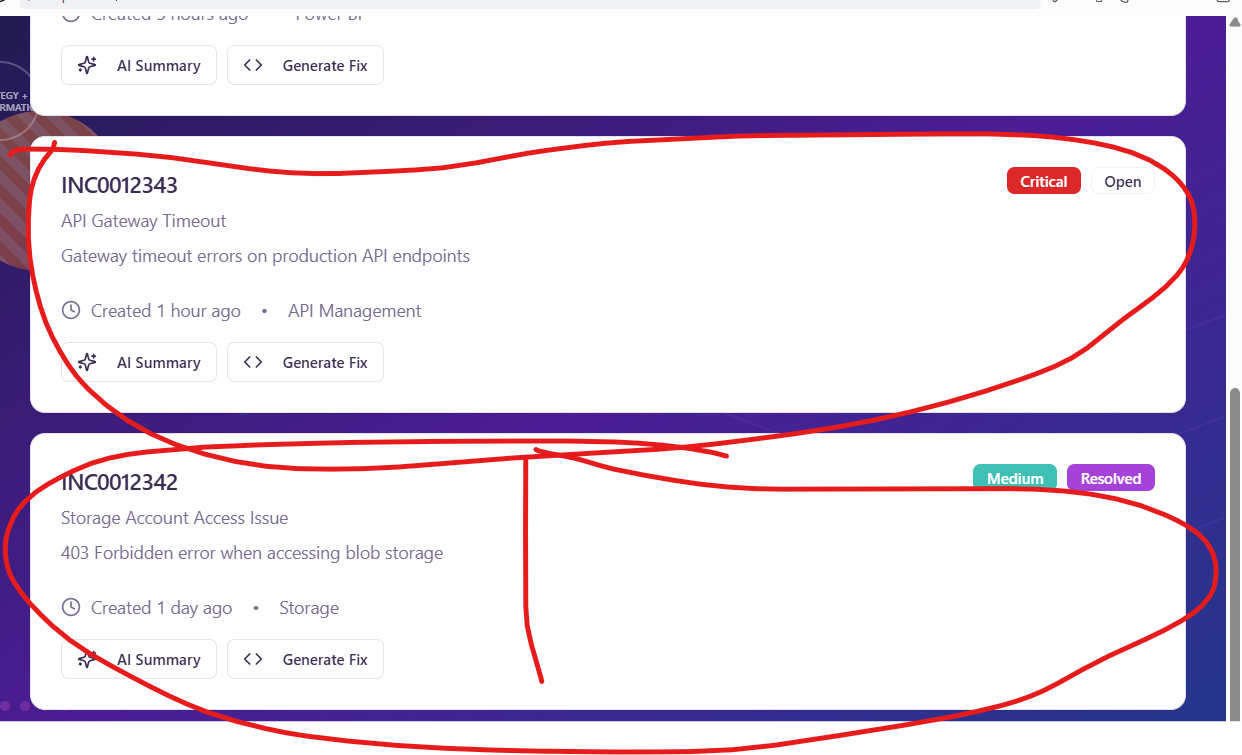 Created 5 hours ago • Power BI
AI Summary
Generate Fix
INC0012343
Critical
Open
API Gateway Timeout
Gateway timeout errors on production API endpoints
Created 1 hour ago • API Management
AI Summary
Generate Fix
INC0012342
Medium
Resolved
Storage Account Access Issue
403 Forbidden error when accessing blob storage
Created 1 day ago • Storage
AI Summary
Generate Fix